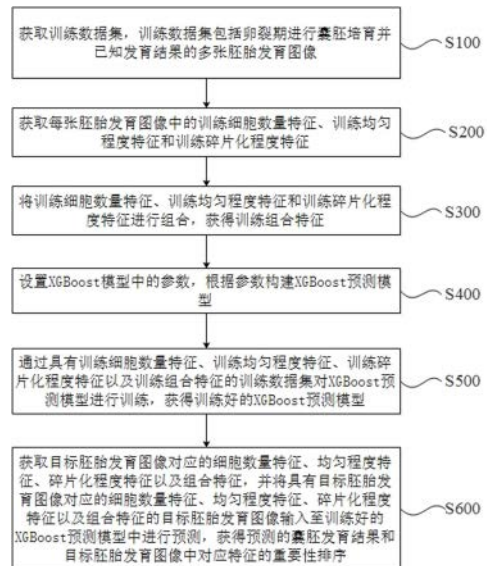 获取训练数据集，训练数据集包括卵裂期进行囊胚培育并
已知发育结果的多张胚胎发育图像
S100
获取每张胚胎发育图像中的训练细胞数量特征、训练均匀
程度特征和训练碎片化程度特征
S200
将训练细胞数量特征、训练均匀程度特征和训练碎片化程
度特征进行组合，获得训练组合特征
S300
设置XGBoost模型中的参数，根据参数构建XGBoost预测模
型
S400
通过具有训练细胞数量特征、训练均匀程度特征、训练碎
片化程度特征以及训练组合特征的训练数据集对XGBoost预
测模型进行训练，获得训练好的XGBoost预测模型
S500
获取目标胚胎发育图像对应的细胞数量特征、均匀程度特
征、碎片化程度特征以及组合特征，并将具有目标胚胎发
育图像对应的细胞数量特征、均匀程度特征、碎片化程度
特征以及组合特征的目标胚胎发育图像输入至训练好的
XGBoost预测模型中进行预测，获得预测的囊胚发育结果和
目标胚胎发育图像中对应特征的重要性排序
S600